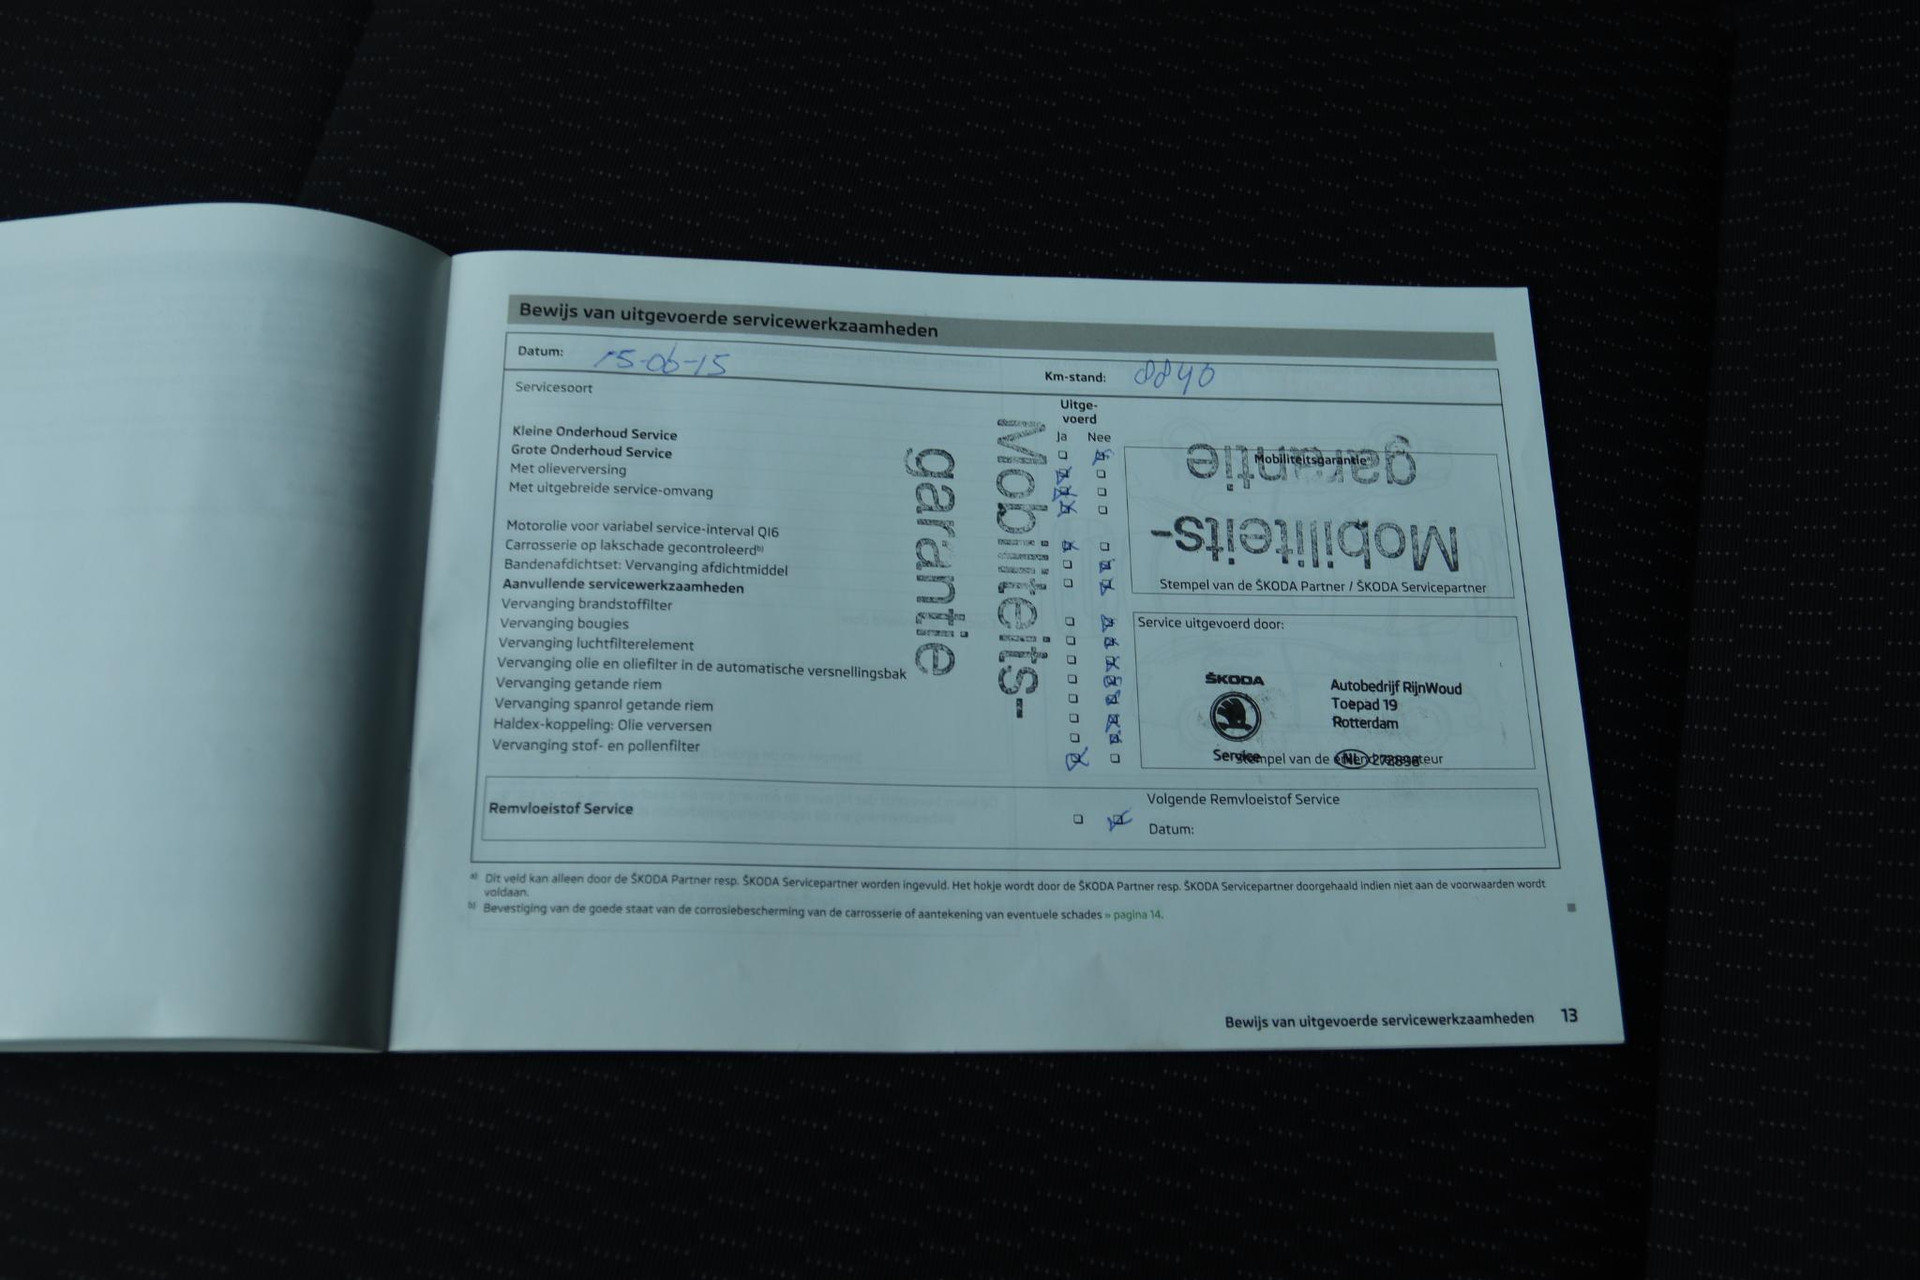 Bewijs van uitgevoerde servicewerkzaamheden
Datum: 15-06-15
Km-stand: 8840
Servicesoort
Uitge-
voerd
Ja Nee
Kleine Onderhoud Service
Grote Onderhoud Service
Met olieverversing
Met uitgebreide service-omvang
Motorolie voor variabel service-interval QI6
Carrosserie op lakschade gecontroleerd b)
Bandenafdichtset: Vervanging afdichtmiddel
Aanvullende servicewerkzaamheden
Vervanging brandstoffilter
Vervanging bougies
Vervanging luchtfilterelement
Vervanging olie en oliefilter in de automatische versnellingsbak
Vervanging getande riem
Vervanging spanrol getande riem
Haldex-koppeling: Olie verversen
Vervanging stof- en pollenfilter
Mobiliteits-
garantie
Mobiliteitsgarantie
Mobiliteits-
garantie
Stempel van de ŠKODA Partner / ŠKODA Servicepartner
Service uitgevoerd door:
ŠKODA
Service
Autobedrijf RijnWoud
Toepad 19
Rotterdam
NL
Stempel van de
Remvloeistof Service
Volgende Remvloeistof Service
Datum:
a) Dit veld kan alleen door de ŠKODA Partner resp. ŠKODA Servicepartner worden ingevuld. Het hokje wordt door de ŠKODA Partner resp. ŠKODA Servicepartner doorgehaald indien niet aan de voorwaarden wordt
voldaan.
b) Bevestiging van de goede staat van de corrosiebescherming van de carrosserie of aantekening van eventuele schades » pagina 14.
Bewijs van uitgevoerde servicewerkzaamheden 13